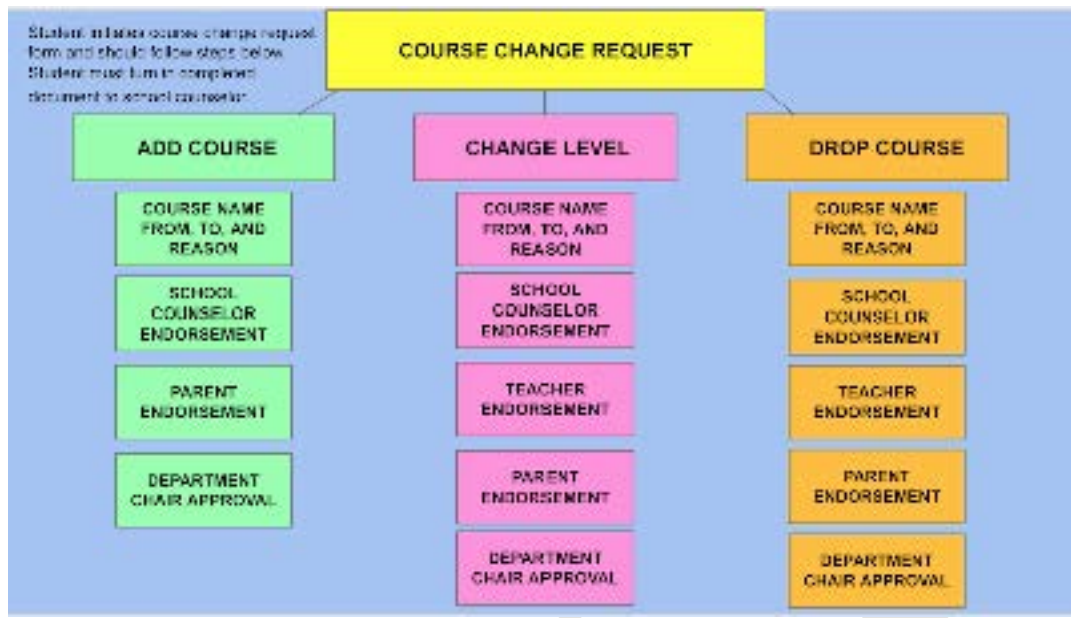 Student initiates course change request
form and should follow steps below.
Student must turn in completed
document to school counselor
COURSE CHANGE REQUEST
ADD COURSE
COURSE NAME
FROM, TO, AND
REASON
SCHOOL
COUNSELOR
ENDORSEMENT
PARENT
ENDORSEMENT
DEPARTMENT
CHAIR APPROVAL
CHANGE LEVEL
COURSE NAME
FROM, TO, AND
REASON
SCHOOL
COUNSELOR
ENDORSEMENT
TEACHER
ENDORSEMENT
PARENT
ENDORSEMENT
DEPARTMENT
CHAIR APPROVAL
DROP COURSE
COURSE NAME
FROM, TO, AND
REASON
SCHOOL
COUNSELOR
ENDORSEMENT
TEACHER
ENDORSEMENT
PARENT
ENDORSEMENT
DEPARTMENT
CHAIR APPROVAL